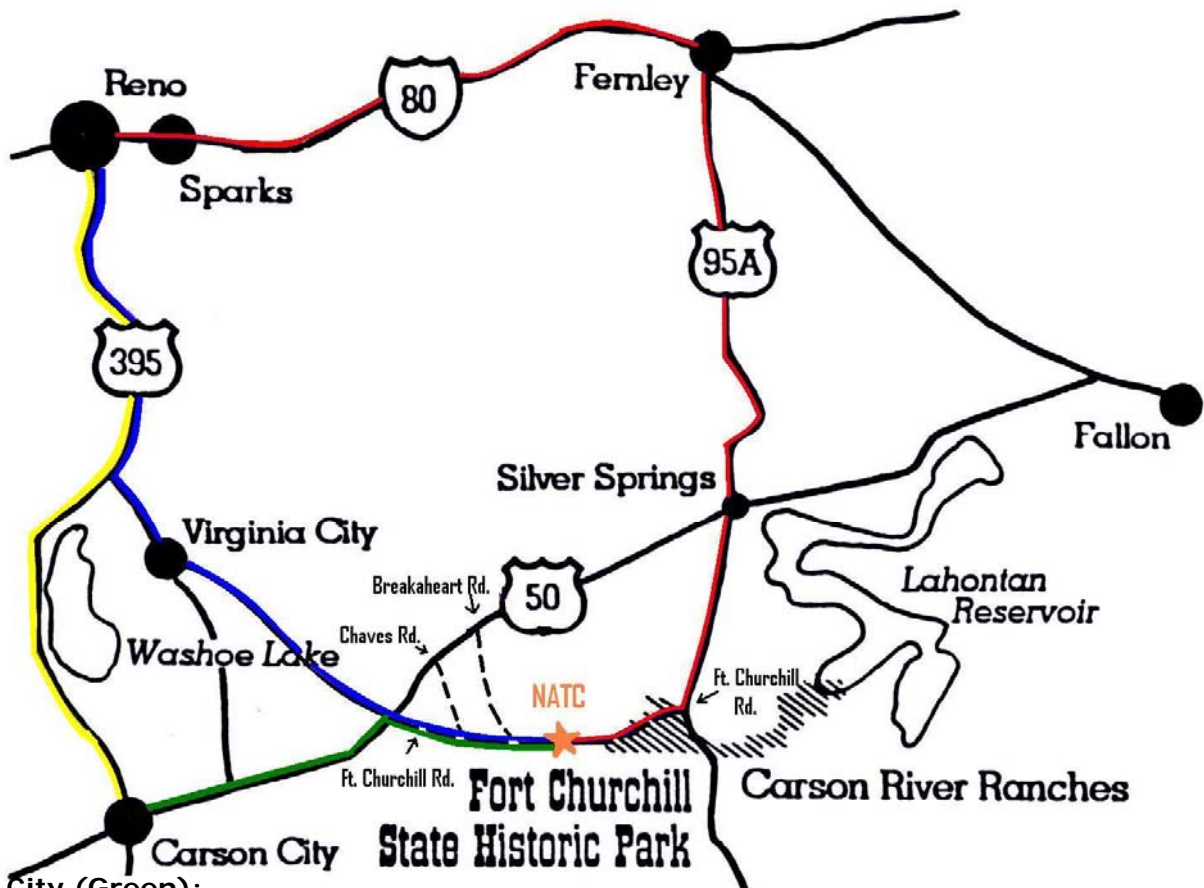 Reno
80
Fernley
Sparks
95A
395
Fallon
Silver Springs
Virginia City
Breakaheart Rd.
50
Lahontan
Reservoir
Chaves Rd.
Washoe Lake
Ft. Churchill
Rd.
NATC
Ft. Churchill Rd.
Fort Churchill
State Historic Park
Carson River Ranches
Carson City
City (Green):